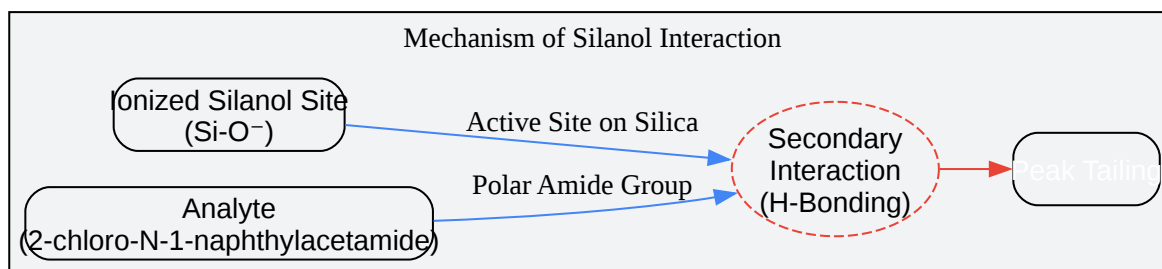 Mechanism of Silanol Interaction
Ionized Silanol Site
(Si-O⁻)
Active Site on Silica
Secondary
Interaction
(H-Bonding)
Peak Tailing
Polar Amide Group
Analyte
(2-chloro-N-1-naphthylacetamide)